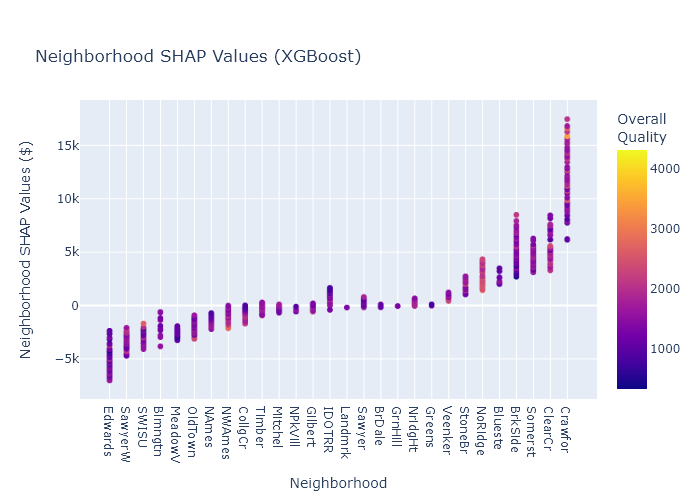 Neighborhood SHAP Values (XGBoost)
Overall
Quality
4000
3000
2000
1000
Neighborhood SHAP Values ($)
15k
10k
5k
0
−5k
Edwards
SawyerW
SWISU
Blmngtn
MeadowV
OldTown
NAmes
NWAmes
CollgCr
Timber
Mitchel
NPkVill
Gilbert
IDOTRR
Landmrk
Sawyer
BrDale
GrnHill
NridgHt
Greens
Veenker
StoneBr
NoRidge
Blueste
BrkSide
Somerst
ClearCr
Crawfor
Neighborhood